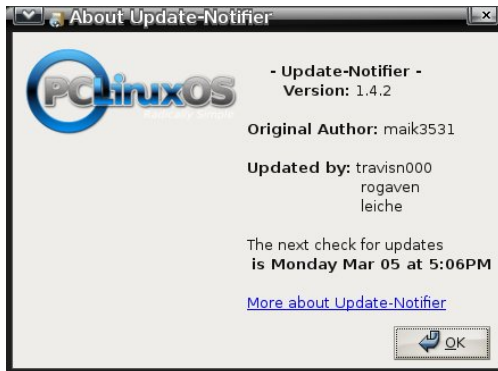 About Update-Notifier
PCLinuxOS
Radically Simple
- Update-Notifier -
Version: 1.4.2
Original Author: maik3531
Updated by: travisn000
rogaven
leiche
The next check for updates
is Monday Mar 05 at 5:06PM
More about Update-Notifier
OK